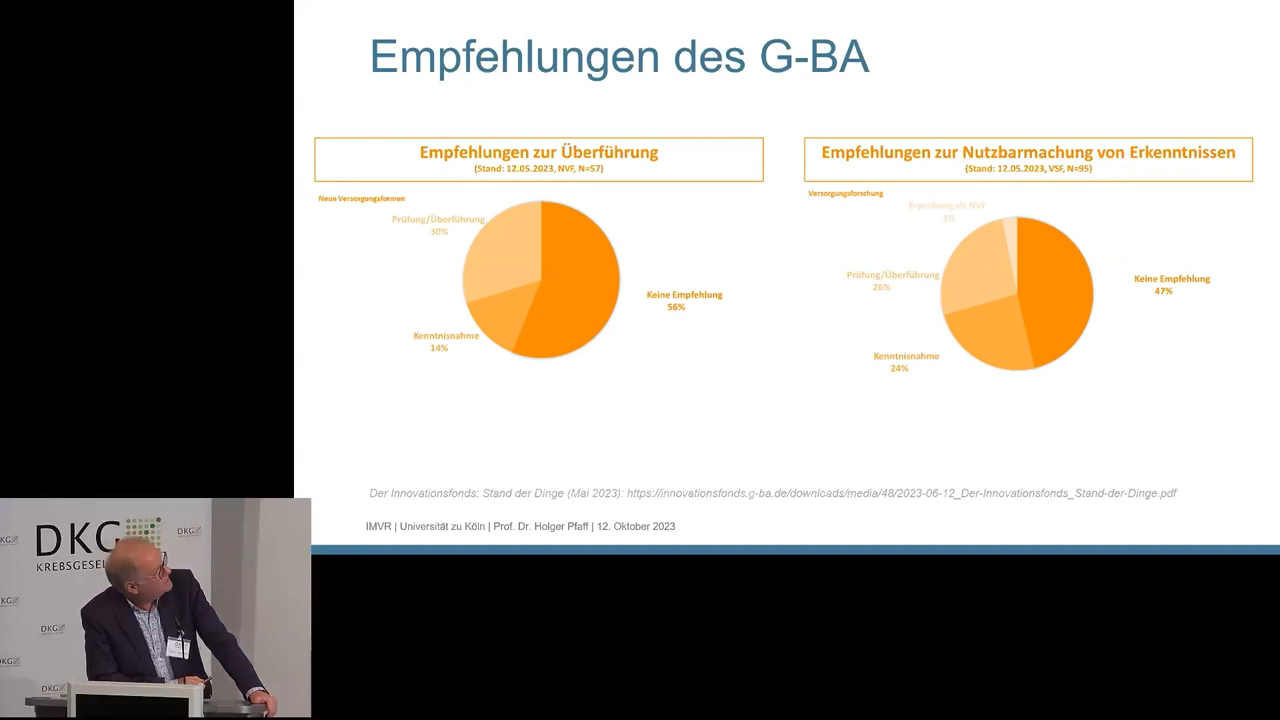 Empfehlungen des G-BA
Empfehlungen zur Überführung
(Stand: 12.05.2023, NVF, N=57)
Neue Versorgungsformen
Prüfung/Überführung
30%
Keine Empfehlung
56%
Kenntnisnahme
14%
Empfehlungen zur Nutzbarmachung von Erkenntnissen
(Stand: 12.05.2023, VSF, N=95)
Versorgungsforschung
Erprobung als NVF
3%
Prüfung/Überführung
26%
Keine Empfehlung
47%
Kenntnisnahme
24%
Der Innovationsfonds: Stand der Dinge (Mai 2023): https://innovationsfonds.g-ba.de/downloads/media/48/2023-06-12_Der-Innovationsfonds_Stand-der-Dinge.pdf
IMVR | Universität zu Köln | Prof. Dr. Holger Pfaff | 12. Oktober 2023
DKG
KREBSGESEL
DKG
DKG
DKG
DKG
DKG
DKG